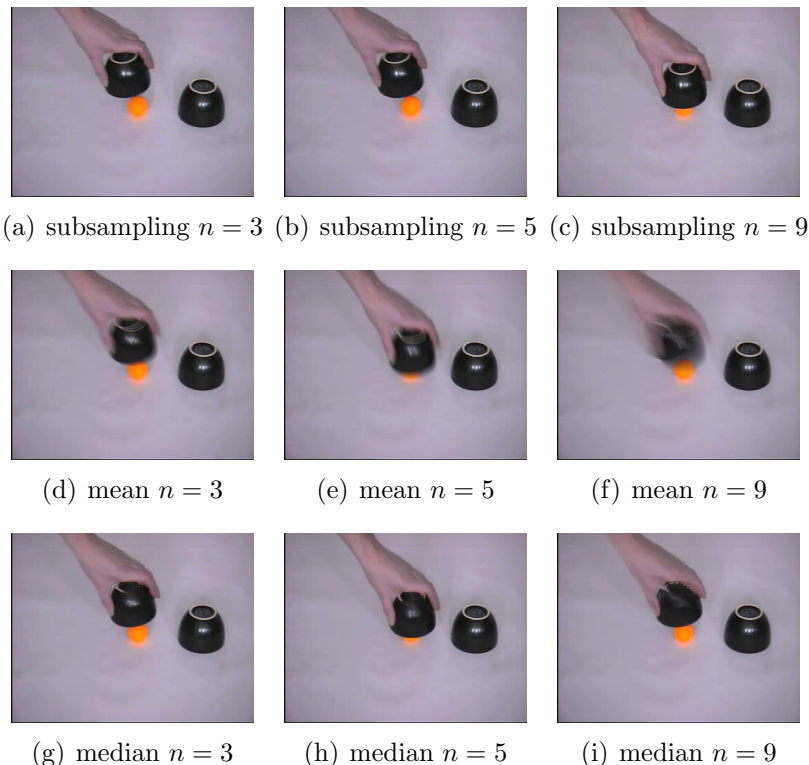 (a) subsampling n = 3 (b) subsampling n = 5 (c) subsampling n = 9
(d) mean n = 3 (e) mean n = 5 (f) mean n = 9
(g) median n = 3 (h) median n = 5 (i) median n = 9